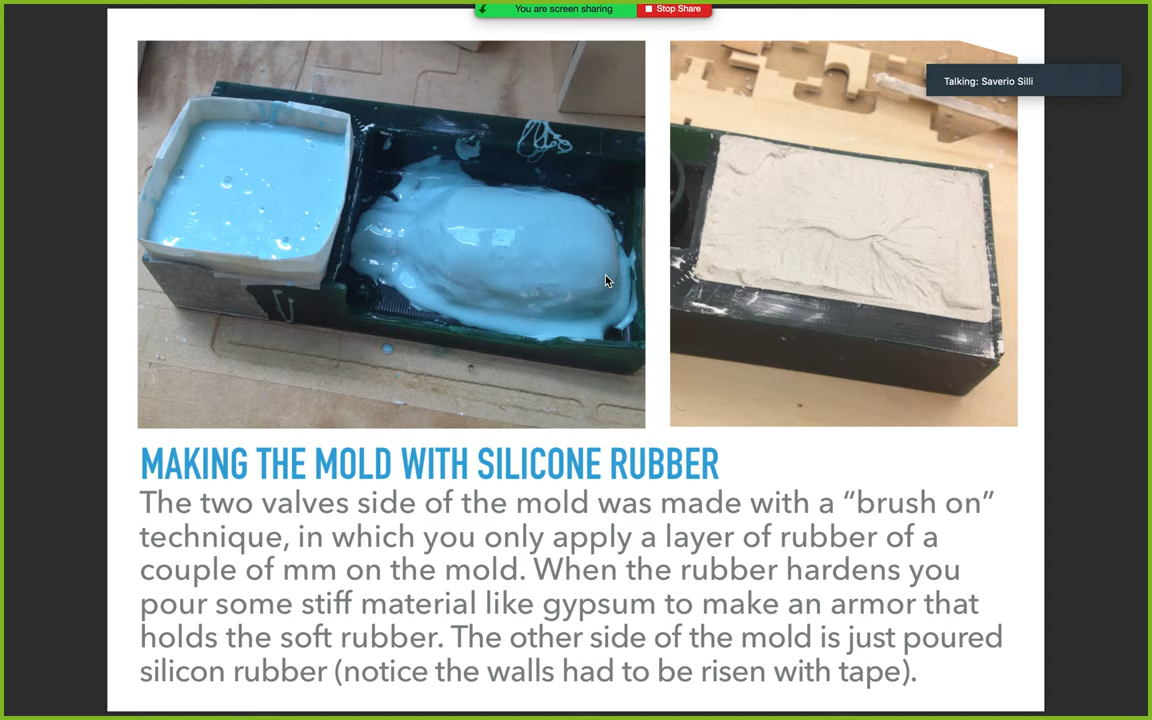 You are screen sharing Stop Share
Talking: Saverio Silli
MAKING THE MOLD WITH SILICONE RUBBER
The two valves side of the mold was made with a “brush on”
technique, in which you only apply a layer of rubber of a
couple of mm on the mold. When the rubber hardens you
pour some stiff material like gypsum to make an armor that
holds the soft rubber. The other side of the mold is just poured
silicon rubber (notice the walls had to be risen with tape).